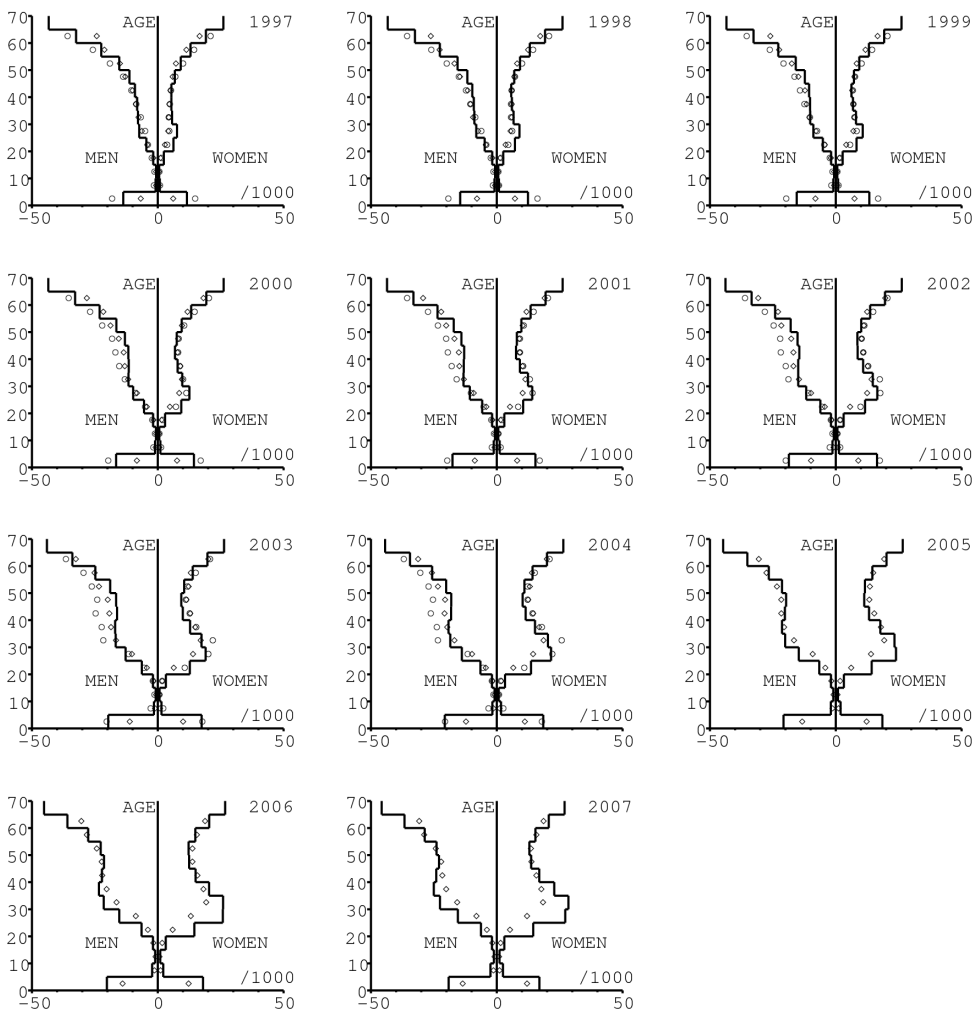 70 AGE 1997 70 AGE 1998 70 AGE 1999
60 60 60
50 50 50
40 40 40
30 30 30
20 20 20
MEN WOMEN MEN WOMEN MEN WOMEN
10 10 10
0 /1000 0 /1000 0 /1000
−50 0 50 −50 0 50 −50 0 50
70 AGE 2000 70 AGE 2001 70 AGE 2002
60 60 60
50 50 50
40 40 40
30 30 30
20 20 20
MEN WOMEN MEN WOMEN MEN WOMEN
10 10 10
0 /1000 0 /1000 0 /1000
−50 0 50 −50 0 50 −50 0 50
70 AGE 2003 70 AGE 2004 70 AGE 2005
60 60 60
50 50 50
40 40 40
30 30 30
20 20 20
MEN WOMEN MEN WOMEN MEN WOMEN
10 10 10
0 /1000 0 /1000 0 /1000
−50 0 50 −50 0 50 −50 0 50
70 AGE 2006 70 AGE 2007
60 60
50 50
40 40
30 30
20 20
MEN WOMEN MEN WOMEN
10 10
0 /1000 0 /1000
−50 0 50 −50 0 50